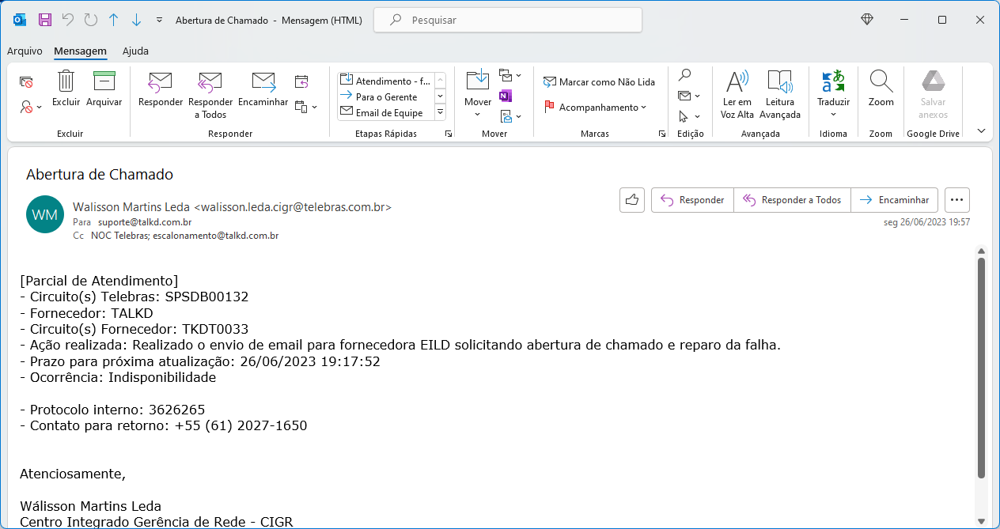 Abertura de Chamado - Mensagem (HTML)
Pesquisar
Arquivo Mensagem Ajuda
Excluir
Arquivar
Excluir
Responder
Responder a Todos
Encaminhar
Responder
Atendimento - f...
Para o Gerente
Email de Equipe
Etapas Rápidas
Mover
Mover
Marcar como Não Lida
Acompanhamento
Marcas
Edição
Ler em
Voz Alta
Leitura
Avançada
Avançada
Traduzir
Idioma
Zoom
Zoom
Salvar
anexos
Google Drive
Abertura de Chamado
WM
Walisson Martins Leda <walisson.leda.cigr@telebras.com.br>
Para suporte@talkd.com.br
Cc NOC Telebras; escalonamento@talkd.com.br
Responder
Responder a Todos
Encaminhar
seg 26/06/2023 19:57
[Parcial de Atendimento]
- Circuito(s) Telebras: SPSDB00132
- Fornecedor: TALKD
- Circuito(s) Fornecedor: TKDT0033
- Ação realizada: Realizado o envio de email para fornecedora EILD solicitando abertura de chamado e reparo da falha.
- Prazo para próxima atualização: 26/06/2023 19:17:52
- Ocorrência: Indisponibilidade
- Protocolo interno: 3626265
- Contato para retorno: +55 (61) 2027-1650
Atenciosamente,
Wálisson Martins Leda
Centro Integrado Gerência de Rede - CIGR